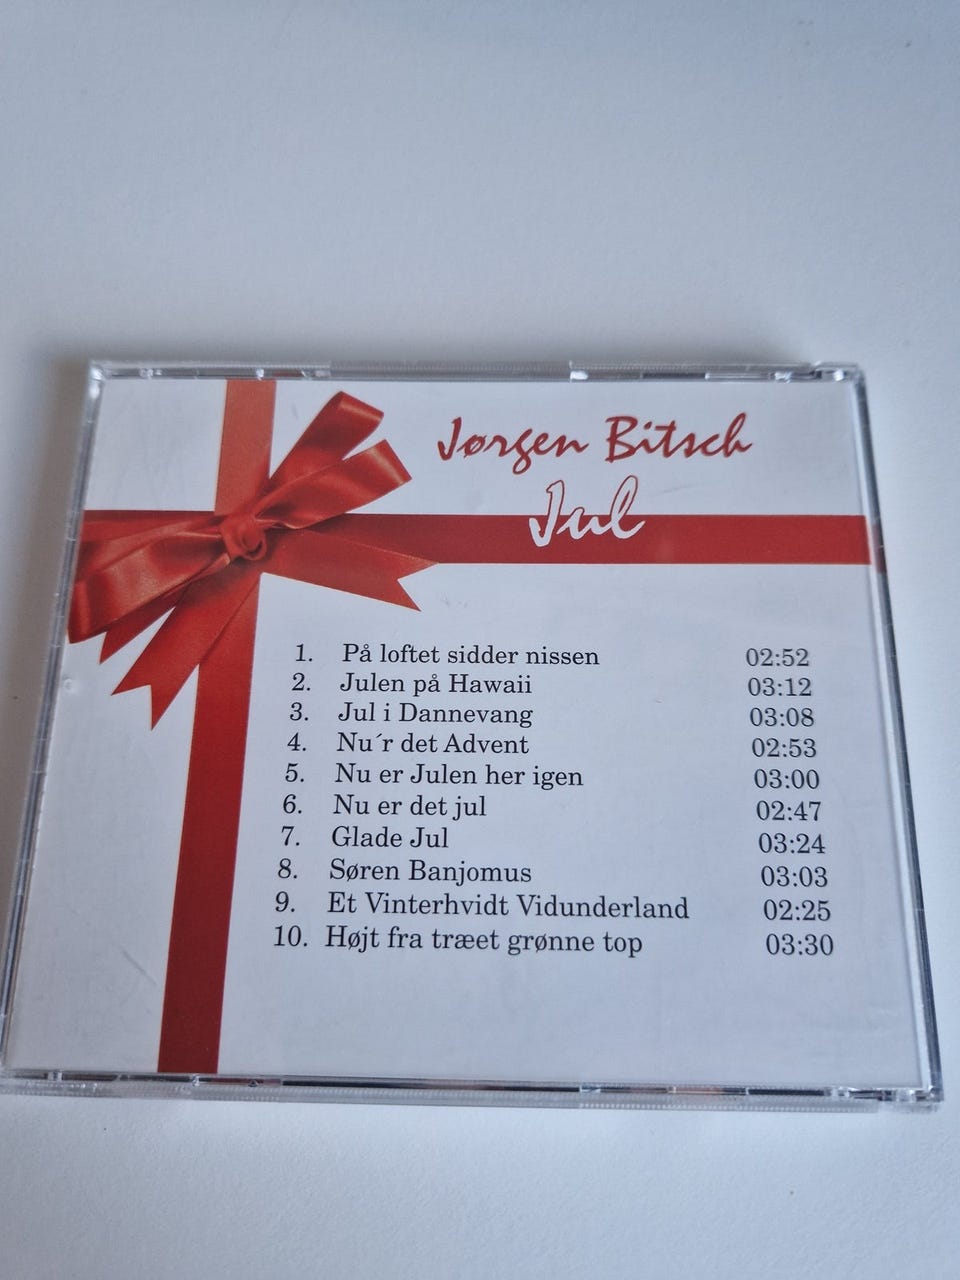 Jørgen Bitsch
Jul
1. På loftet sidder nissen 02:52
2. Julen på Hawaii 03:12
3. Jul i Dannevang 03:08
4. Nu´r det Advent 02:53
5. Nu er Julen her igen 03:00
6. Nu er det jul 02:47
7. Glade Jul 03:24
8. Søren Banjomus 03:03
9. Et Vinterhvidt Vidunderland 02:25
10. Højt fra træet grønne top 03:30